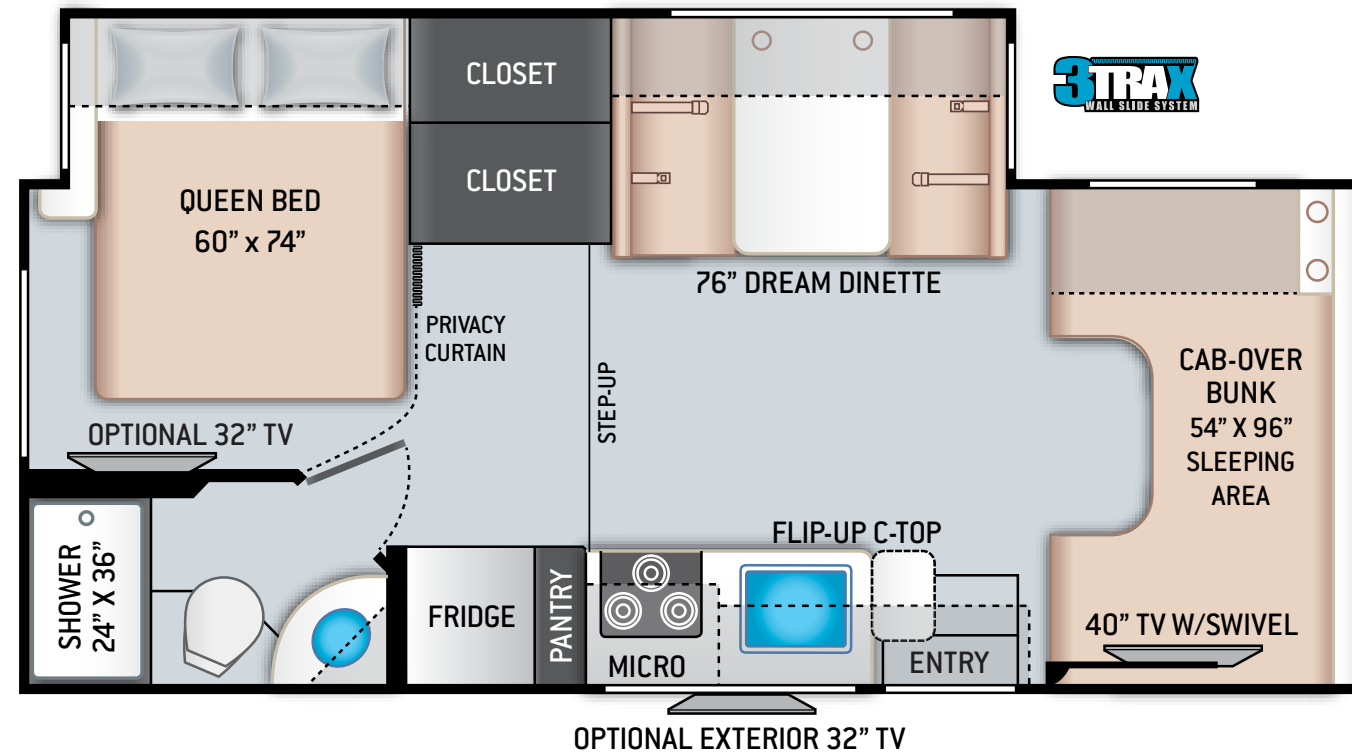 CLOSET
3TRAX
WALL SLIDE SYSTEM
CLOSET
QUEEN BED
60” x 74”
76” DREAM DINETTE
PRIVACY
CURTAIN
STEP-UP
CAB-OVER
BUNK
54” X 96”
SLEEPING
AREA
OPTIONAL 32” TV
FLIP-UP C-TOP
SHOWER
24” X 36”
FRIDGE
PANTRY
MICRO
ENTRY
40” TV W/SWIVEL
OPTIONAL EXTERIOR 32” TV